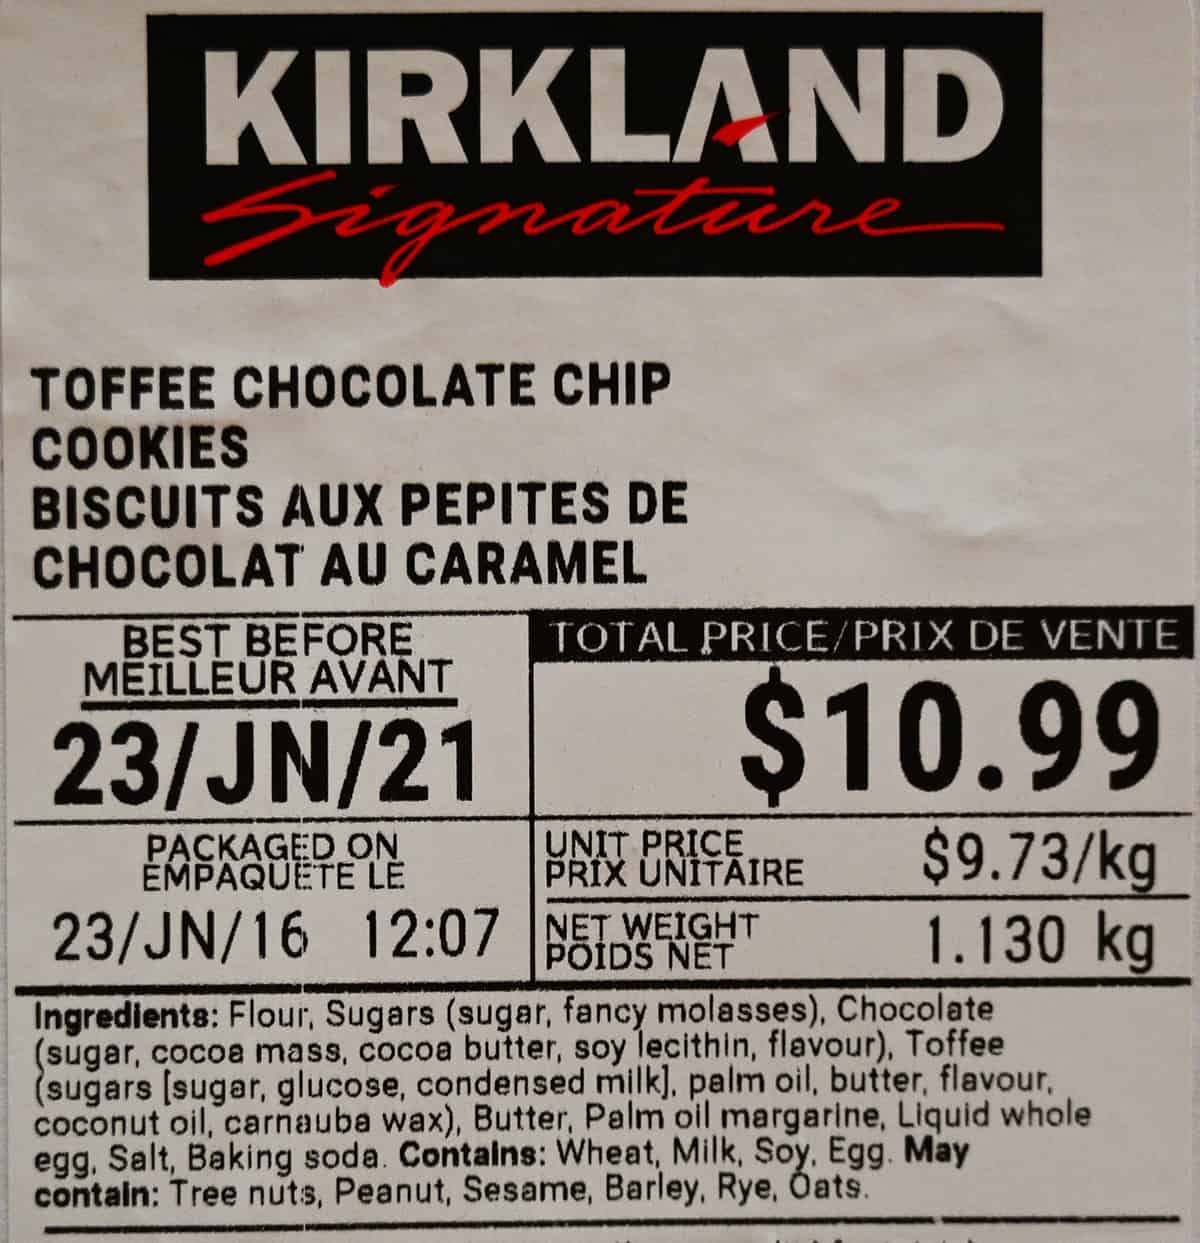 KIRKLAND
Signature
TOFFEE CHOCOLATE CHIP
COOKIES
BISCUITS AUX PEPITES DE
CHOCOLAT AU CARAMEL
BEST BEFORE
MEILLEUR AVANT
23/JN/21
TOTAL PRICE/PRIX DE VENTE
$10.99
PACKAGED ON
EMPAQUETE LE
23/JN/16 12:07
UNIT PRICE
PRIX UNITAIRE
$9.73/kg
NET WEIGHT
POIDS NET
1.130 kg
Ingredients: Flour, Sugars (sugar, fancy molasses), Chocolate
(sugar, cocoa mass, cocoa butter, soy lecithin, flavour), Toffee
(sugars [sugar, glucose, condensed milk], palm oil, butter, flavour,
coconut oil, carnauba wax), Butter, Palm oil margarine, Liquid whole
egg, Salt, Baking soda. Contains: Wheat, Milk, Soy, Egg. May
contain: Tree nuts, Peanut, Sesame, Barley, Rye, Oats.